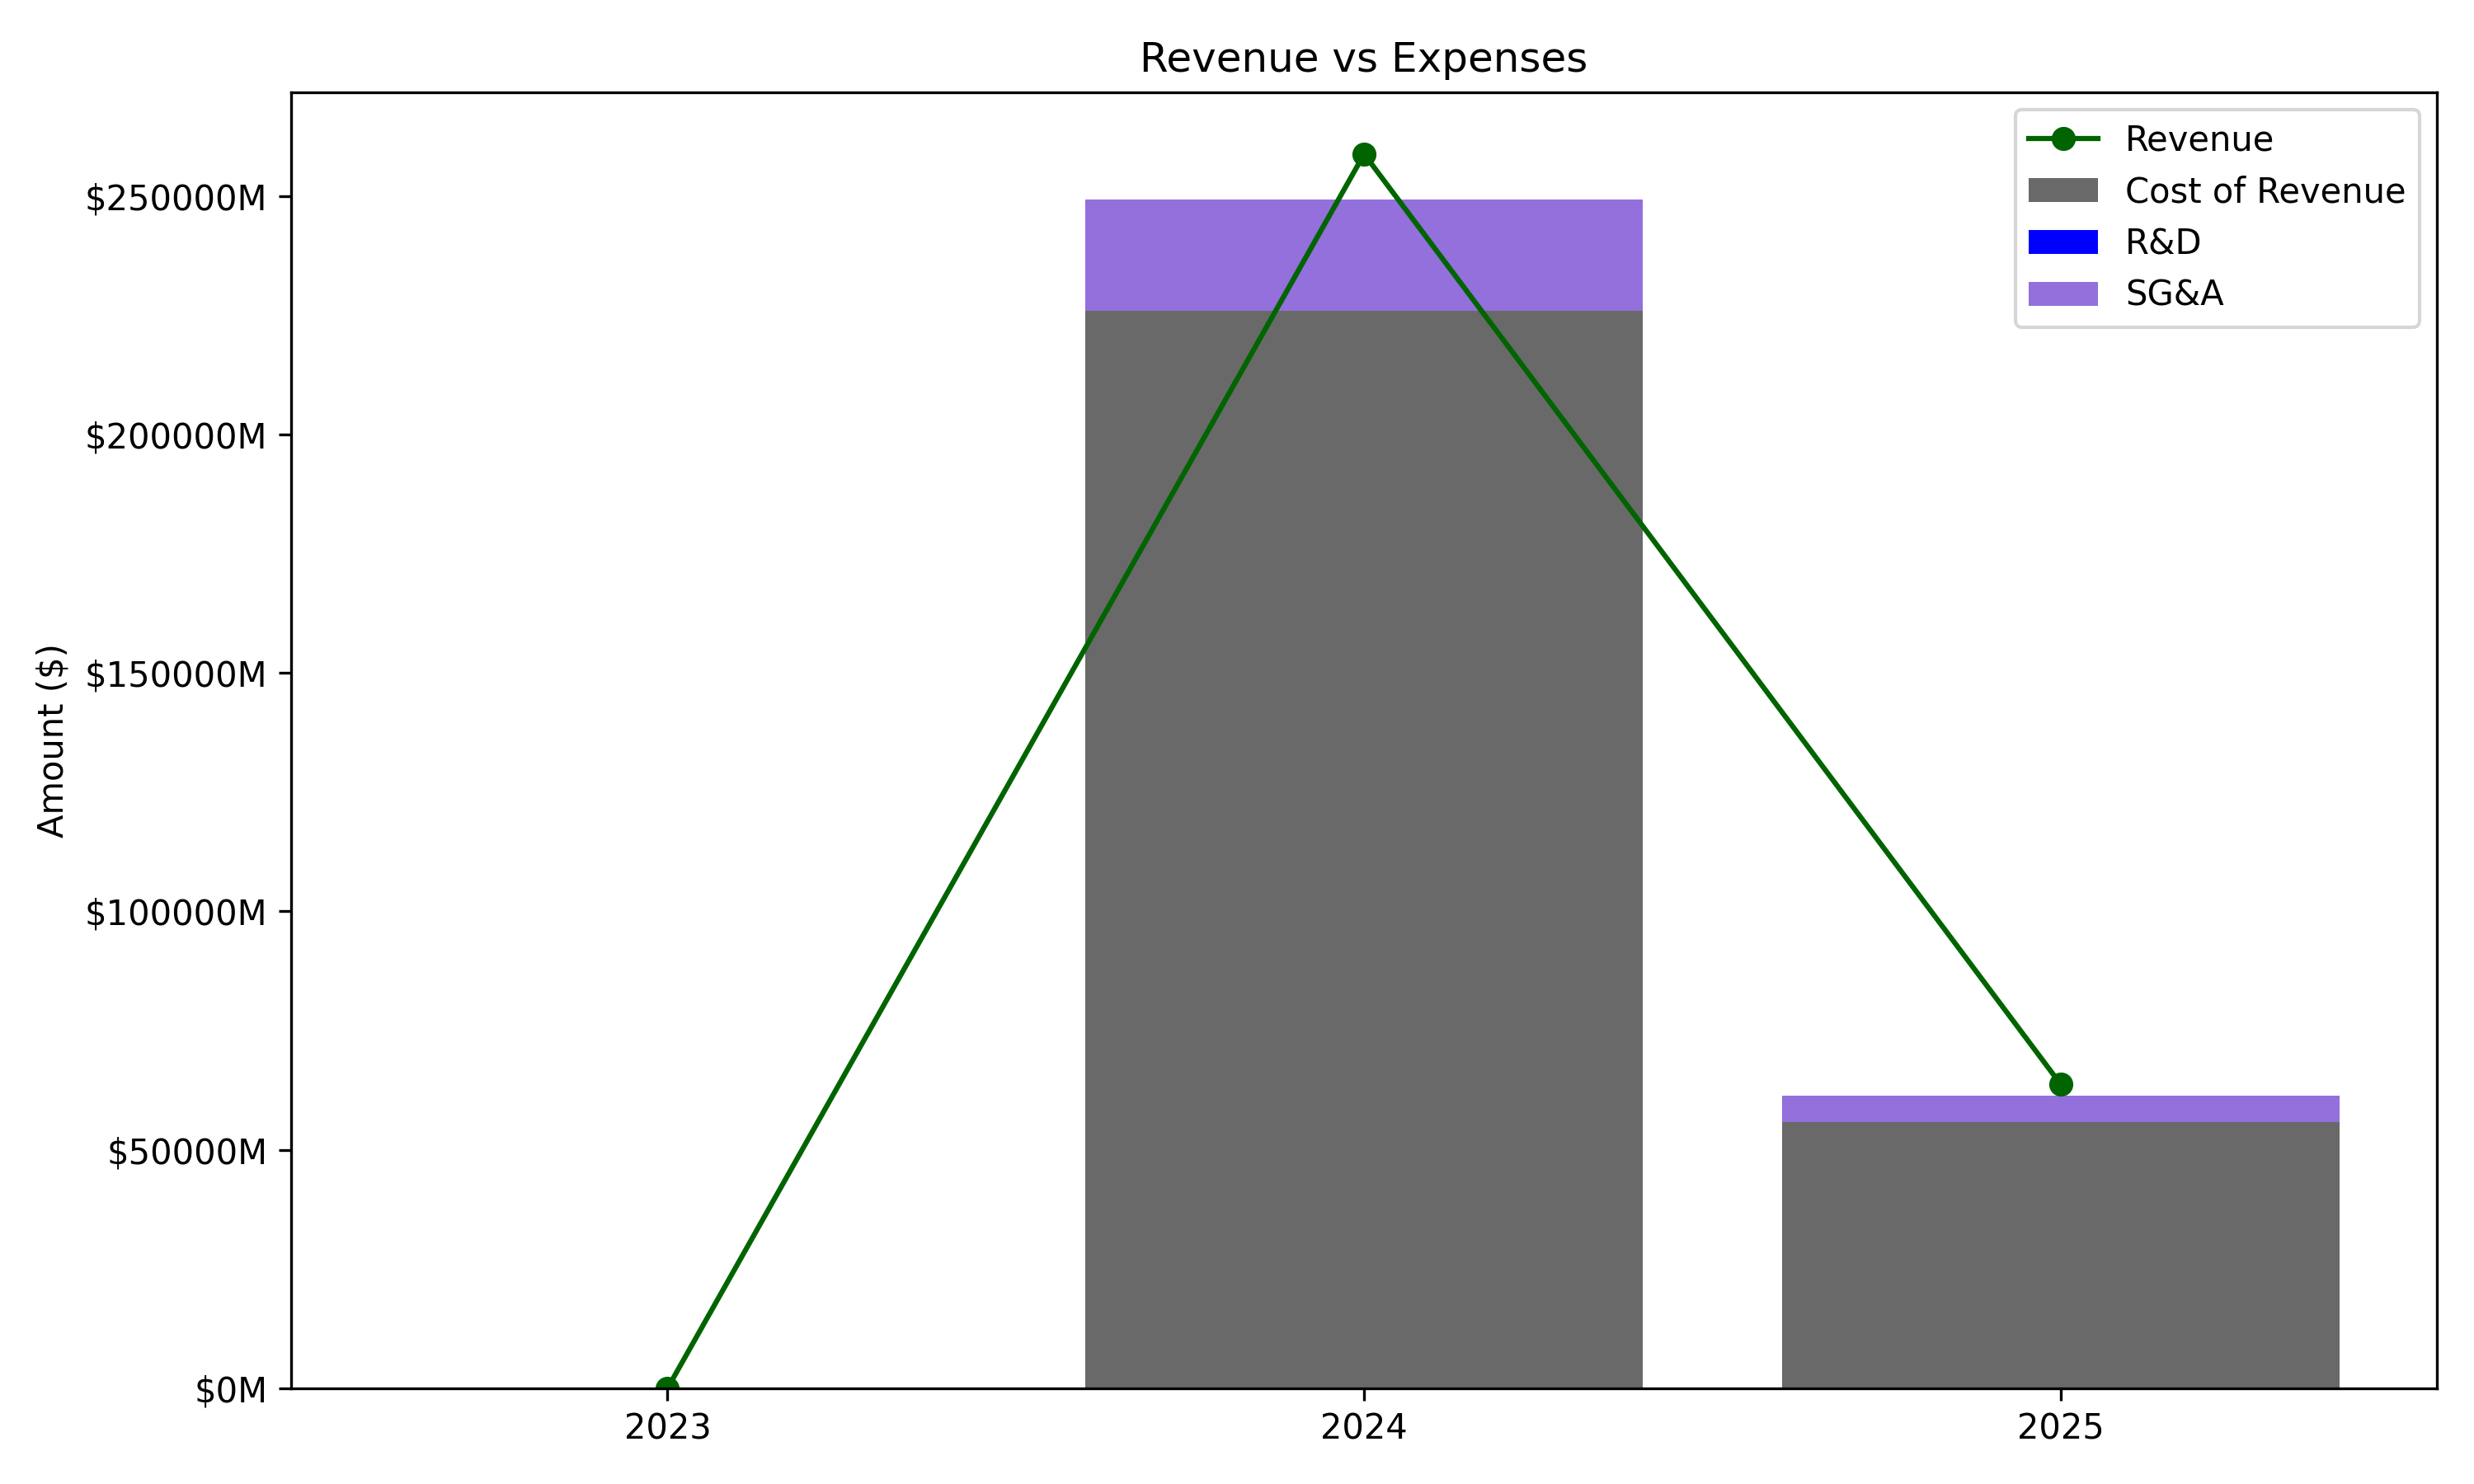 Revenue vs Expenses
Revenue
Cost of Revenue
R&D
SG&A
Amount ($)
$250000M
$200000M
$150000M
$100000M
$50000M
$0M
2023
2024
2025